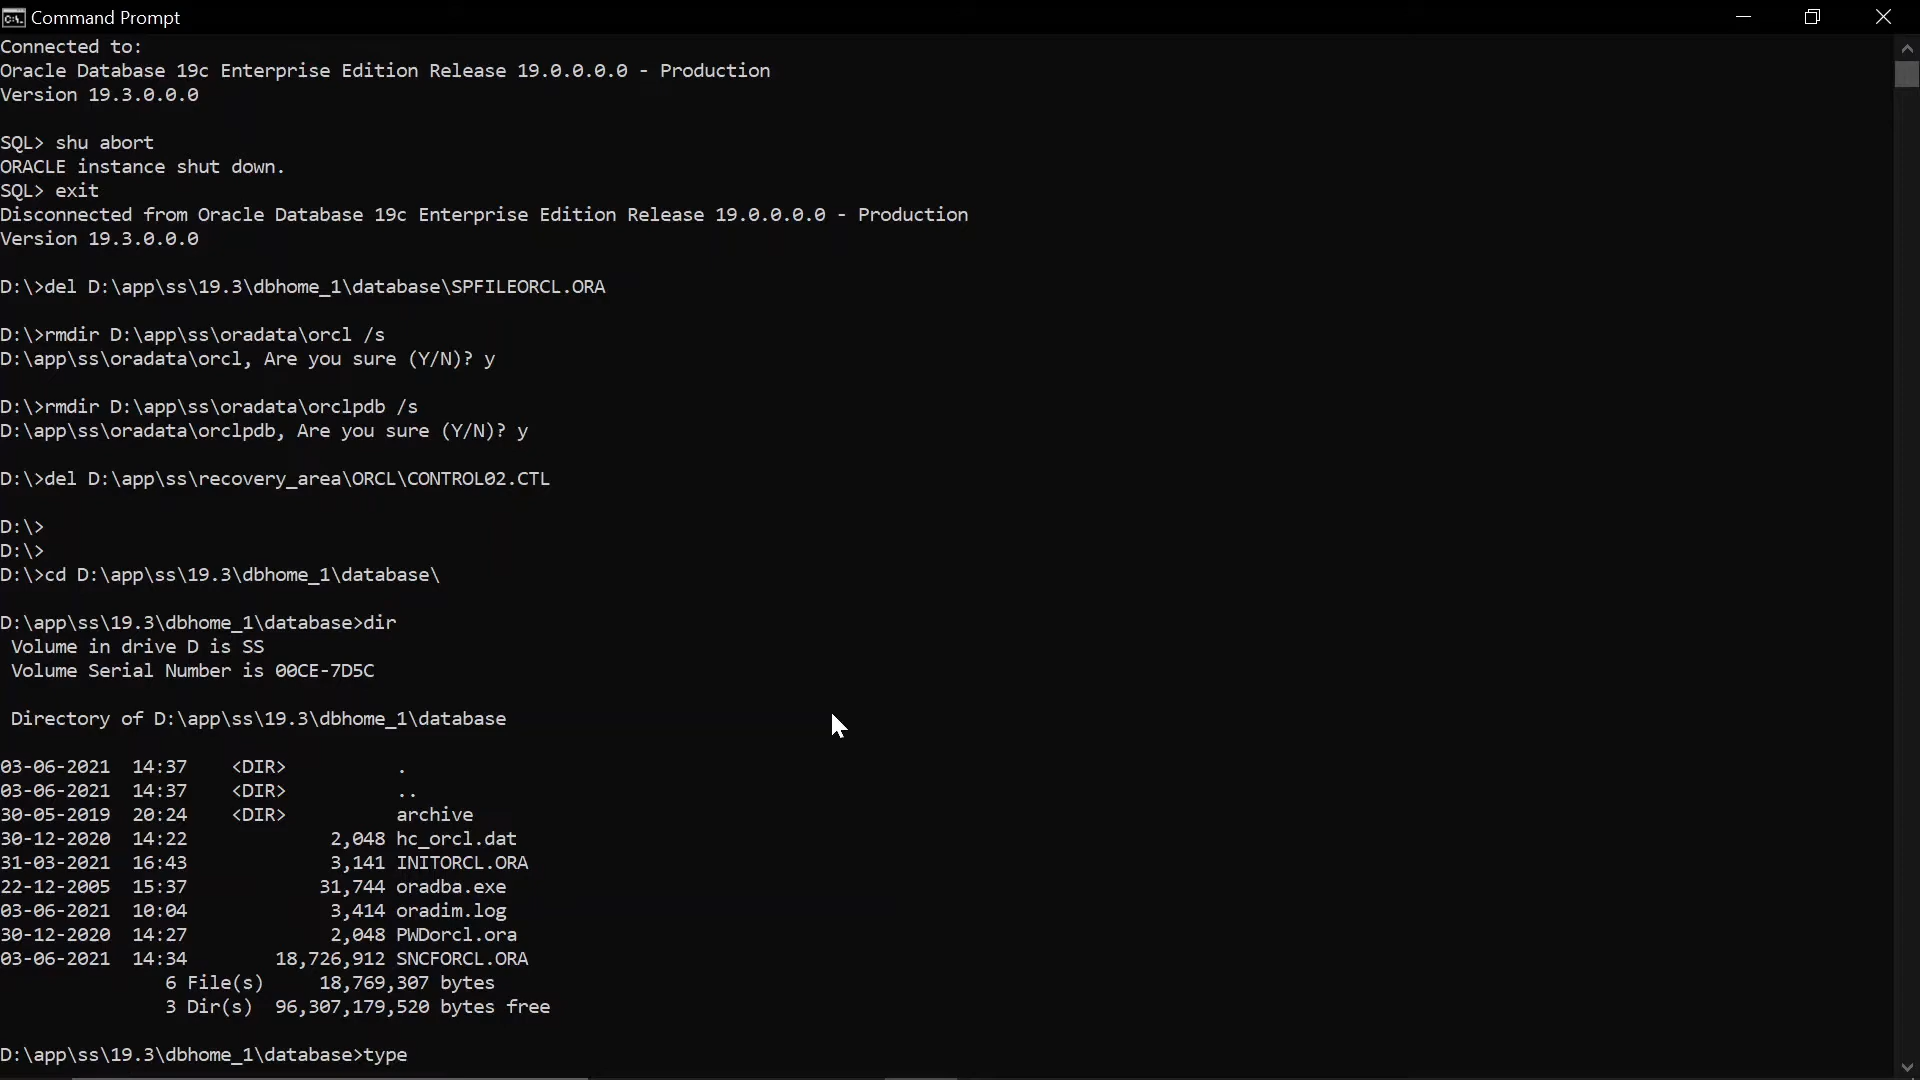 Command Prompt
Connected to:
Oracle Database 19c Enterprise Edition Release 19.0.0.0.0 - Production
Version 19.3.0.0.0
SQL> shu abort
ORACLE instance shut down.
SQL> exit
Disconnected from Oracle Database 19c Enterprise Edition Release 19.0.0.0.0 - Production
Version 19.3.0.0.0
D:\>del D:\app\ss\19.3\dbhome_1\database\SPFILEORCL.ORA
D:\>rmdir D:\app\ss\oradata\orcl /s
D:\app\ss\oradata\orcl, Are you sure (Y/N)? y
D:\>rmdir D:\app\ss\oradata\orclpdb /s
D:\app\ss\oradata\orclpdb, Are you sure (Y/N)? y
D:\>del D:\app\ss\recovery_area\ORCL\CONTROL02.CTL
D:\>
D:\>
D:\>cd D:\app\ss\19.3\dbhome_1\database\
D:\app\ss\19.3\dbhome_1\database>dir
Volume in drive D is SS
Volume Serial Number is 00CE-7D5C
Directory of D:\app\ss\19.3\dbhome_1\database
03-06-2021 14:37 <DIR> .
03-06-2021 14:37 <DIR> ..
30-05-2019 20:24 <DIR> archive
30-12-2020 14:22 2,048 hc_orcl.dat
31-03-2021 16:43 3,141 INITORCL.ORA
22-12-2005 15:37 31,744 oradba.exe
03-06-2021 10:04 3,414 oradim.log
30-12-2020 14:27 2,048 PWDorcl.ora
03-06-2021 14:34 18,726,912 SNCFORCL.ORA
6 File(s) 18,769,307 bytes
3 Dir(s) 96,307,179,520 bytes free
D:\app\ss\19.3\dbhome_1\database>type